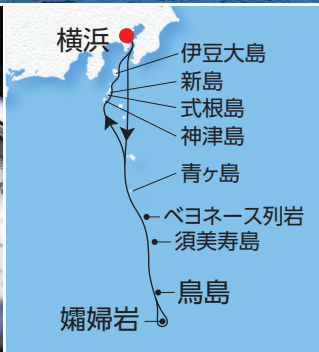 横浜
伊豆大島
新島
式根島
神津島
青ヶ島
ベヨネース列岩
須美寿島
鳥島
孀婦岩